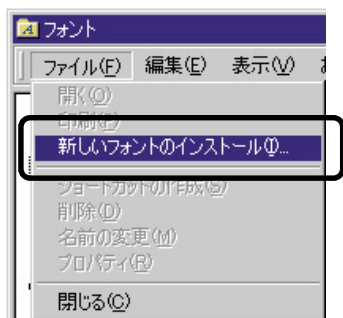 フォント
ファイル(F) 編集(E) 表示(V)
開く(O)
印刷(P)
新しいフォントのインストール(I)...
ショートカットの作成(S)
削除(D)
名前の変更(M)
プロパティ(R)
閉じる(C)